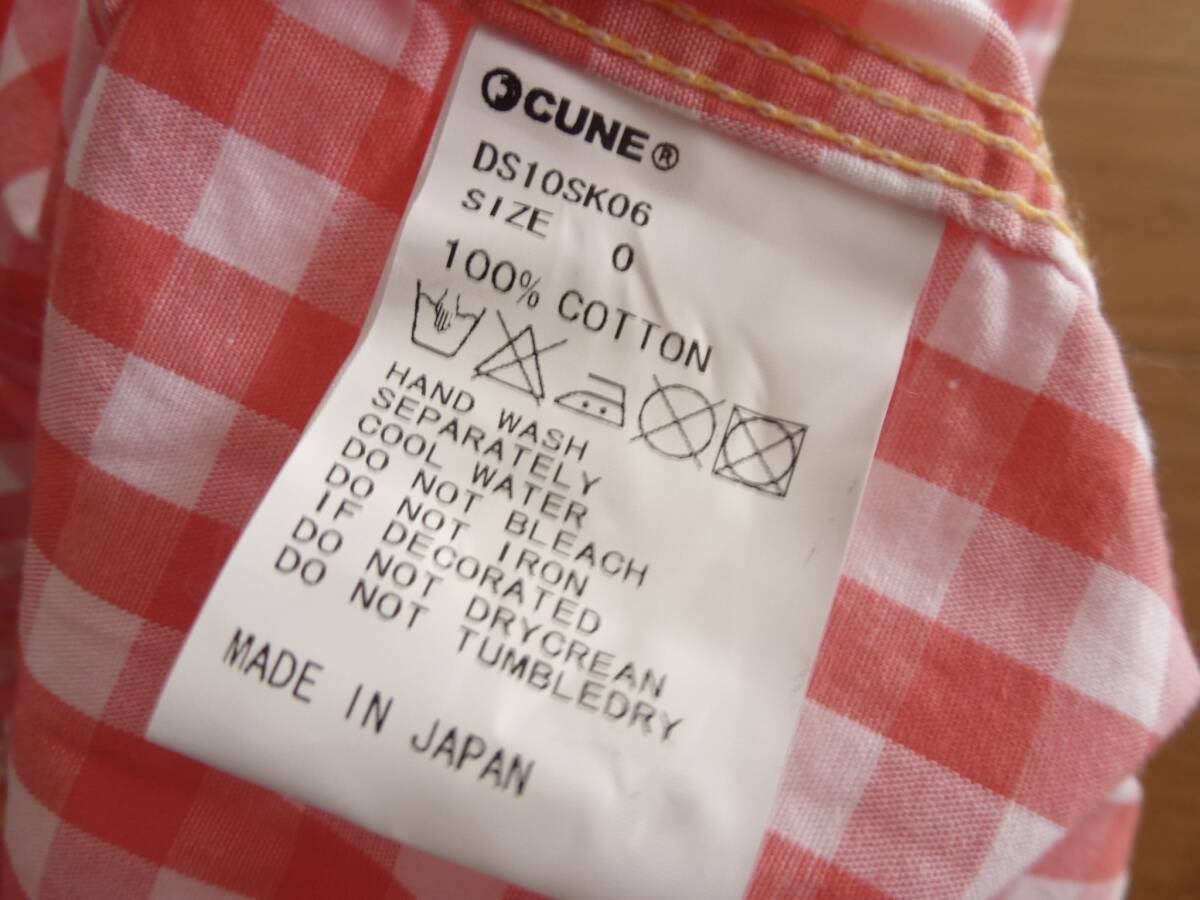 CUNE®
DS10SK06
SIZE 0
100% COTTON
HAND WASH
SEPARATELY
COOL WATER
DO NOT BLEACH
DO NOT IRON
IF DECORATED
DO NOT DRYCREAN
DO NOT TUMBLEDRY
MADE IN JAPAN